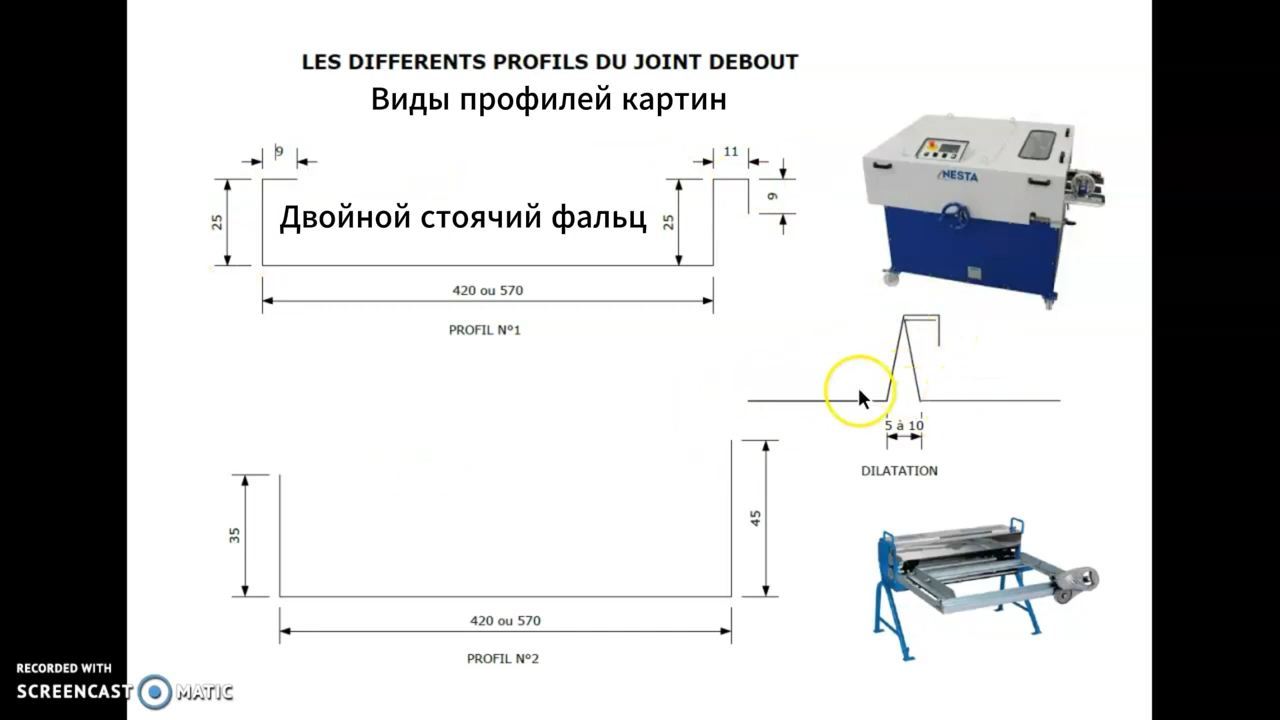 LES DIFFERENTS PROFILS DU JOINT DEBOUT
Виды профилей картин
9
11
25
Двойной стоячий фальц
25
9
420 ou 570
PROFIL N°1
NESTA
5 à 10
DILATATION
35
45
420 ou 570
PROFIL N°2
RECORDED WITH
SCREENCAST MATIC